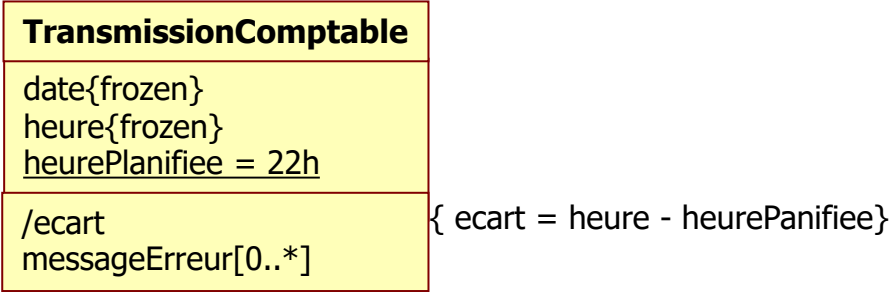 TransmissionComptable
date{frozen}
heure{frozen}
heurePlanifiee = 22h
/ecart
{ ecart = heure - heurePanifiee}
messageErreur[0..*]